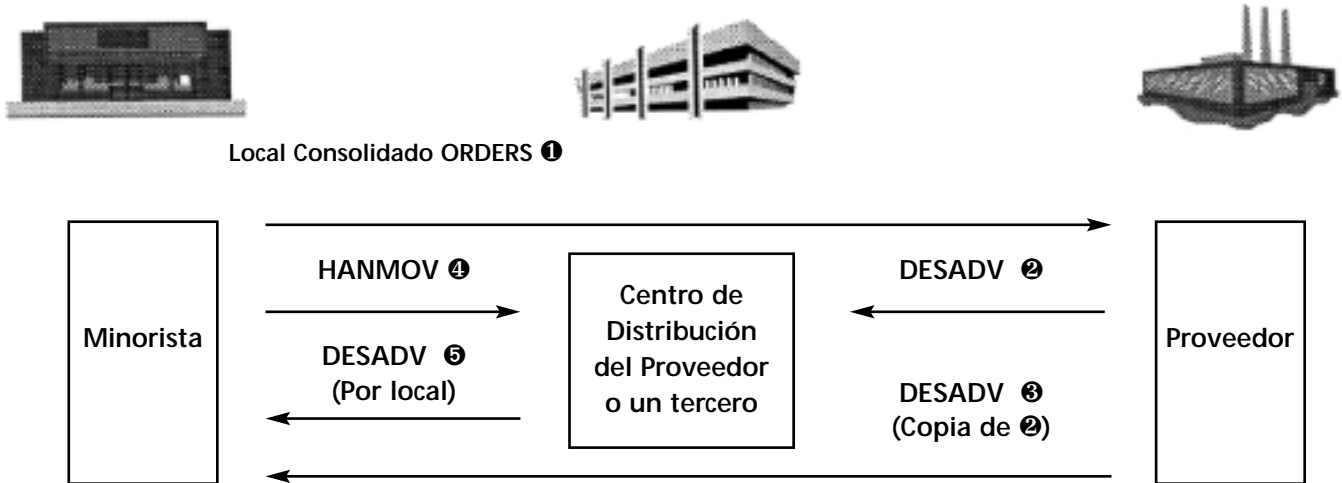 Local Consolidado ORDERS ❶
HANMOV ❹
DESADV ❷
Minorista
Centro de
Distribución
del Proveedor
o un tercero
Proveedor
DESADV ❺
(Por local)
DESADV ❸
(Copia de ❷)